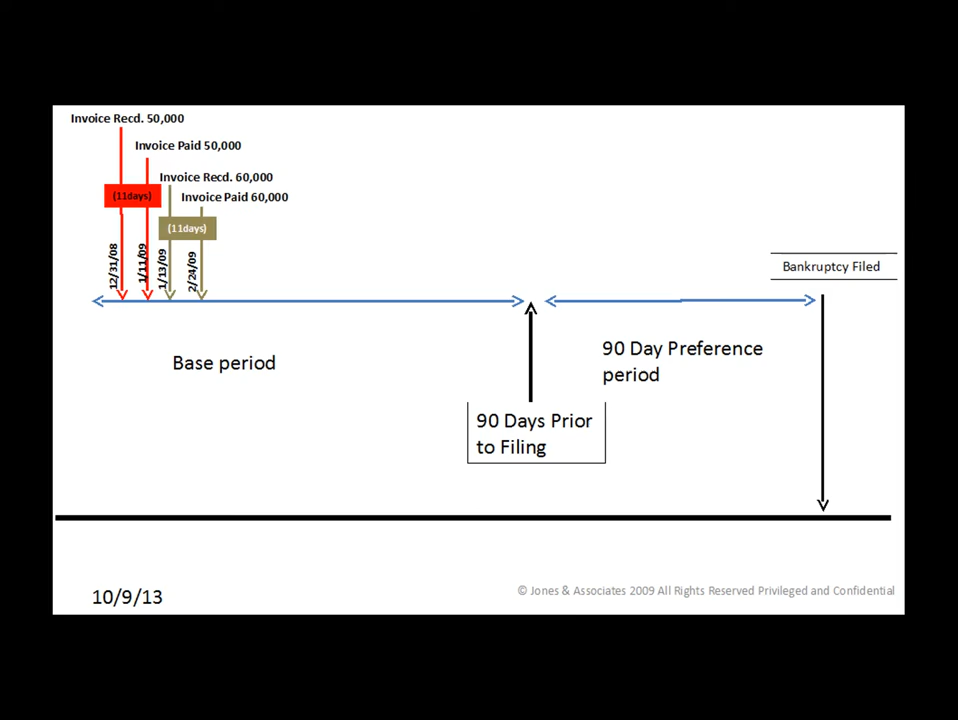 Invoice Recd. 50,000
Invoice Paid 50,000
Invoice Recd. 60,000
Invoice Paid 60,000
(11days)
(11days)
12/31/08
1/11/09
1/13/09
2/24/09
Bankruptcy Filed
Base period
90 Day Preference
period
90 Days Prior
to Filing
10/9/13
© Jones & Associates 2009 All Rights Reserved Privileged and Confidential